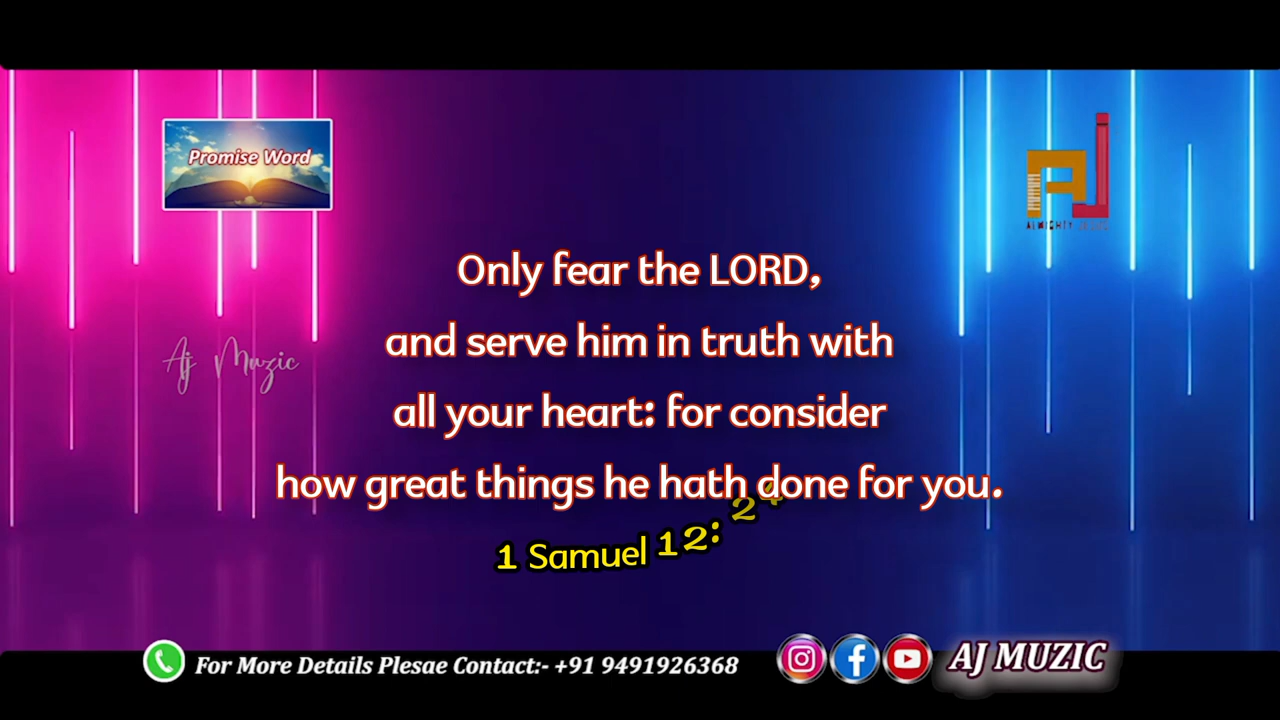 Promise Word
ALMIGHTY
Only fear the LORD,
and serve him in truth with
Aj Muzic
all your heart: for consider
how great things he hath done for you.
1 Samuel 12: 24
For More Details Plesae Contact:- +91 9491926368
AJ MUZIC